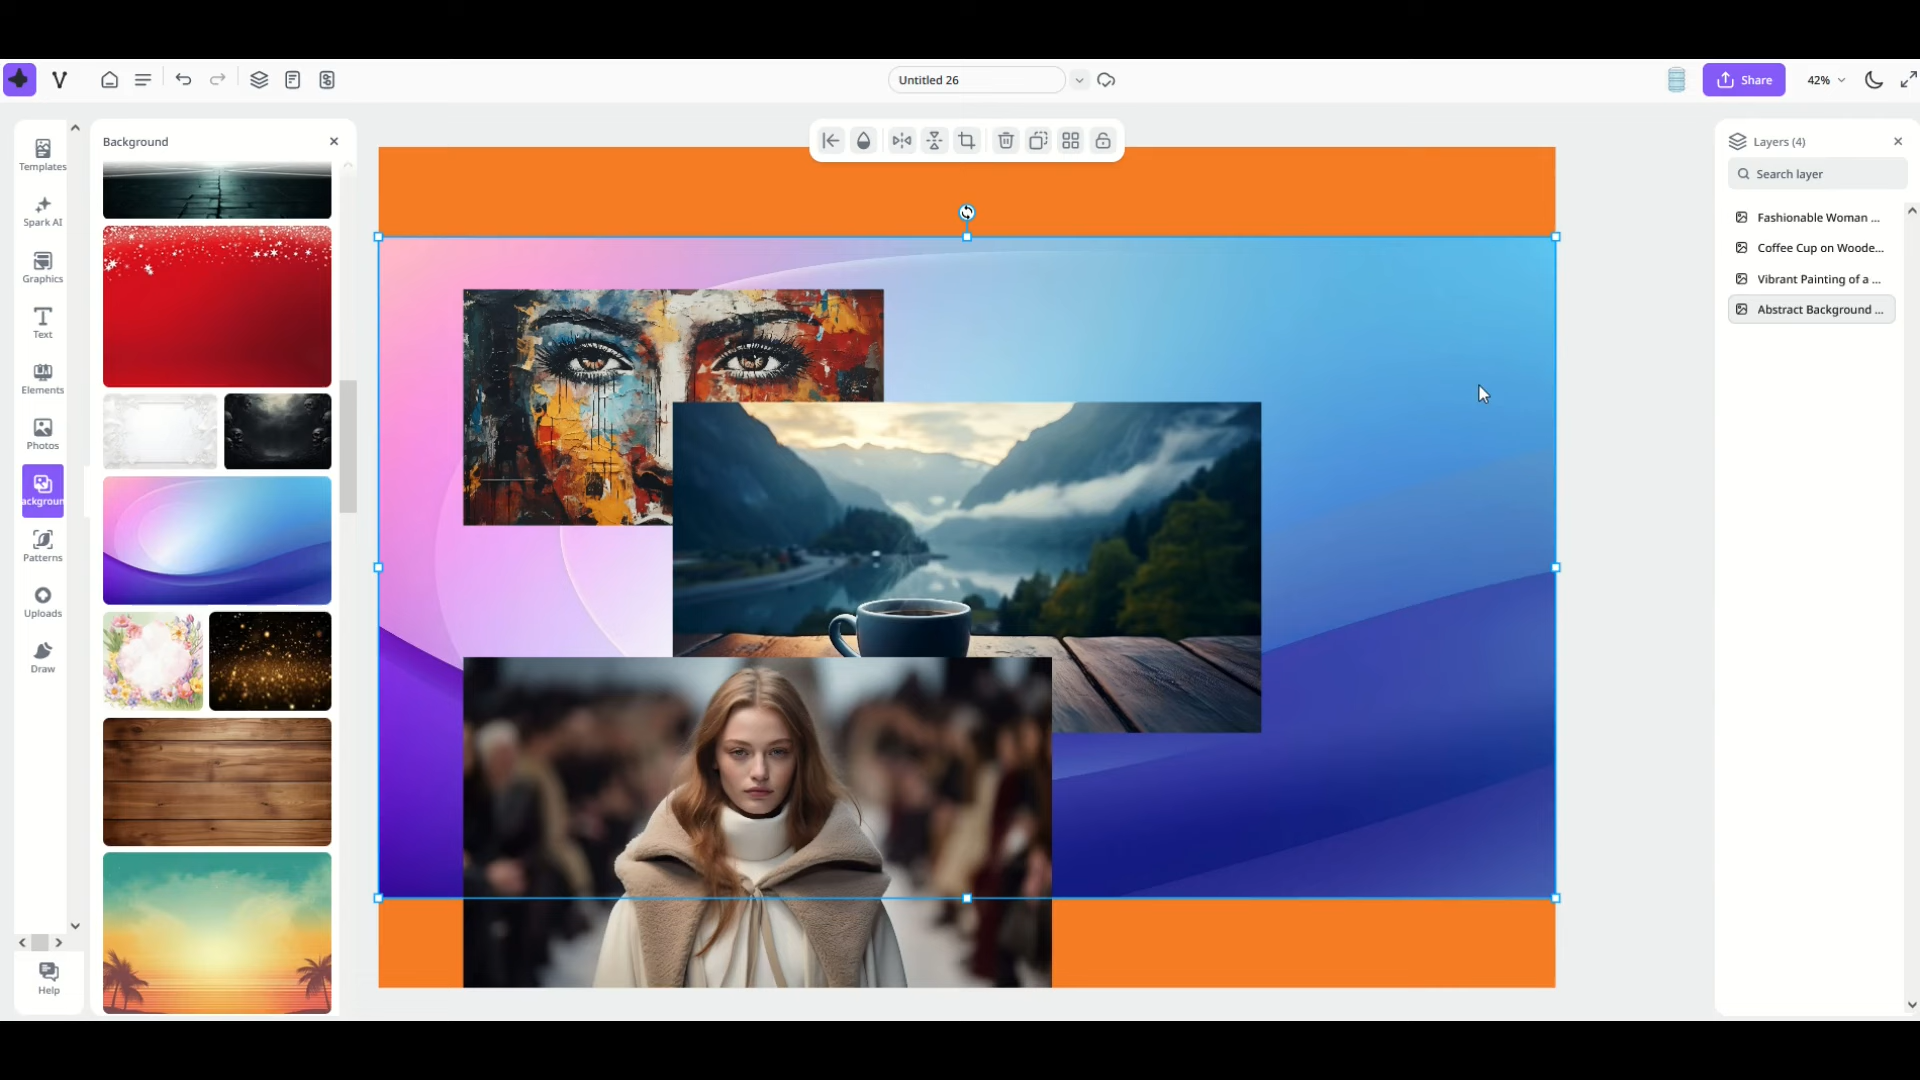 Untitled 26
Share
42%
Templates
Spark AI
Graphics
Text
Elements
Photos
ackgroun
Patterns
Uploads
Draw
Help
Background
Layers (4)
Search layer
Fashionable Woman ...
Coffee Cup on Woode...
Vibrant Painting of a ...
Abstract Background ...